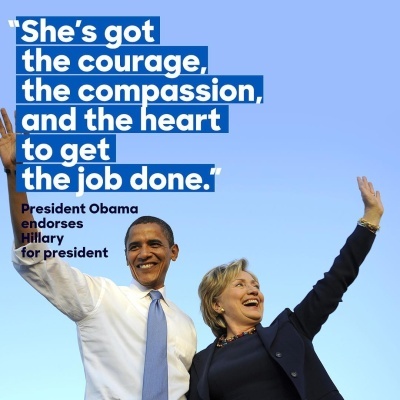 “She’s got
the courage,
the compassion,
and the heart
to get
the job done.”
President Obama
endorses
Hillary
for president